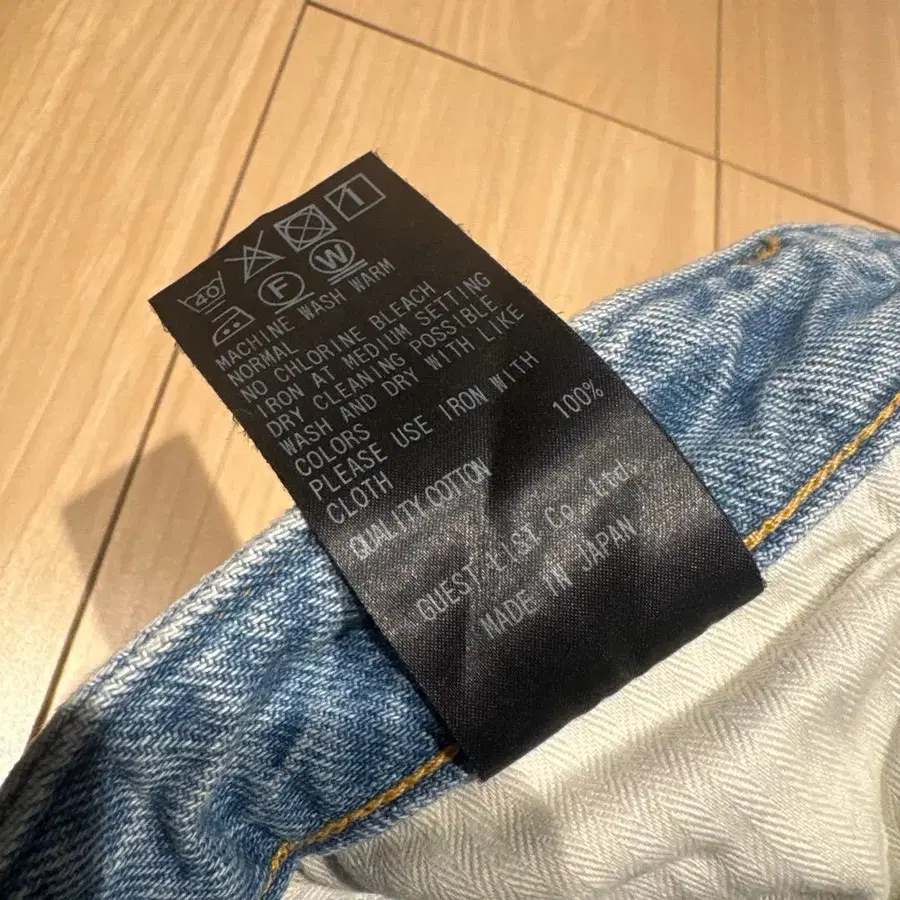 40
F W
MACHINE WASH WARM
NORMAL
NO CHLORINE BLEACH
IRON AT MEDIUM SETTING
DRY CLEANING POSSIBLE
WASH AND DRY WITH LIKE
COLORS
PLEASE USE IRON WITH
CLOTH
QUALITY.COTTON 100%
GUEST LIST Co.,Ltd.
MADE IN JAPAN